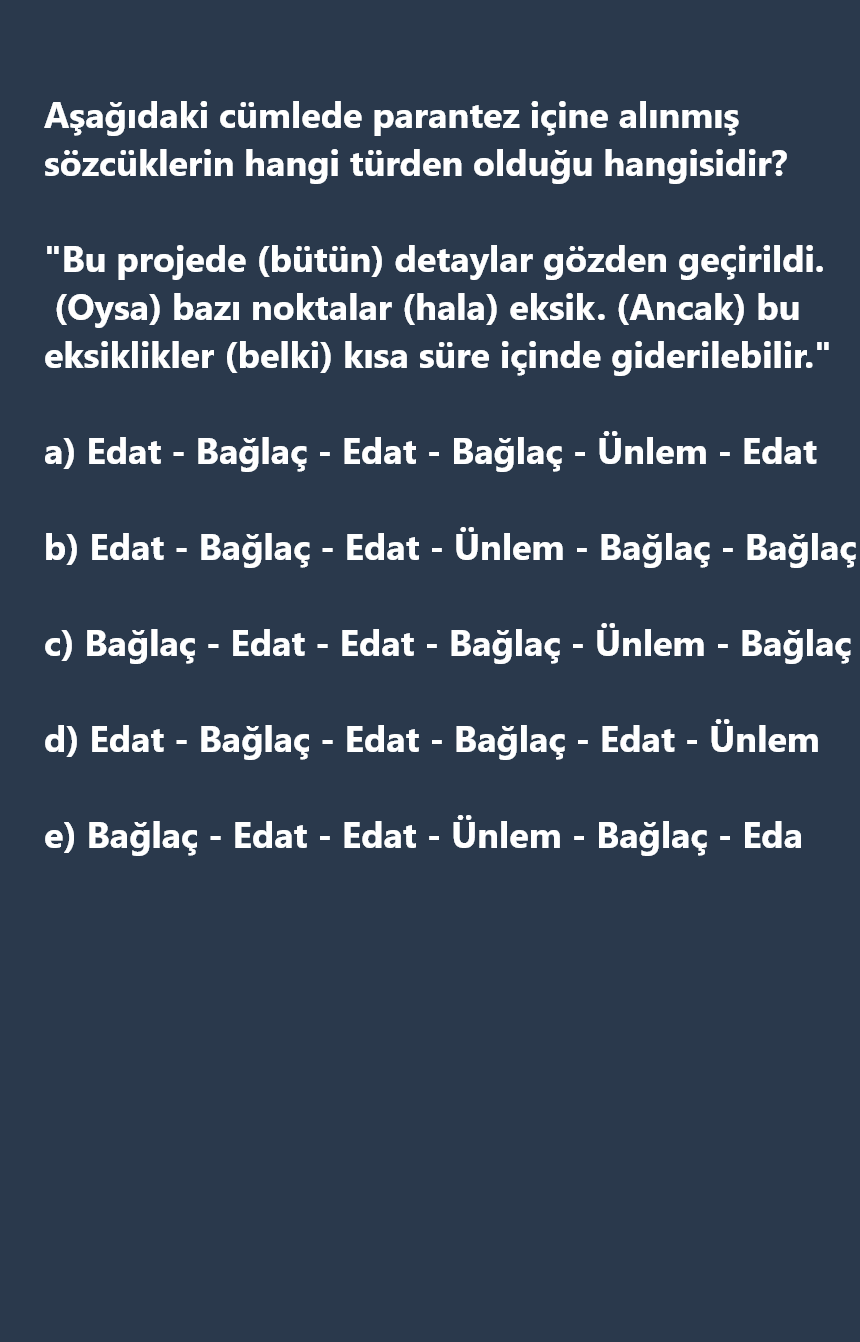 Aşağıdaki cümlede parantez içine alınmış
sözcüklerin hangi türden olduğu hangisidir?
"Bu projede (bütün) detaylar gözden geçirildi.
(Oysa) bazı noktalar (hala) eksik. (Ancak) bu
eksiklikler (belki) kısa süre içinde giderilebilir."
a) Edat - Bağlaç - Edat - Bağlaç - Ünlem - Edat
b) Edat - Bağlaç - Edat - Ünlem - Bağlaç - Bağlaç
c) Bağlaç - Edat - Edat - Bağlaç - Ünlem - Bağlaç
d) Edat - Bağlaç - Edat - Bağlaç - Edat - Ünlem
e) Bağlaç - Edat - Edat - Ünlem - Bağlaç - Eda